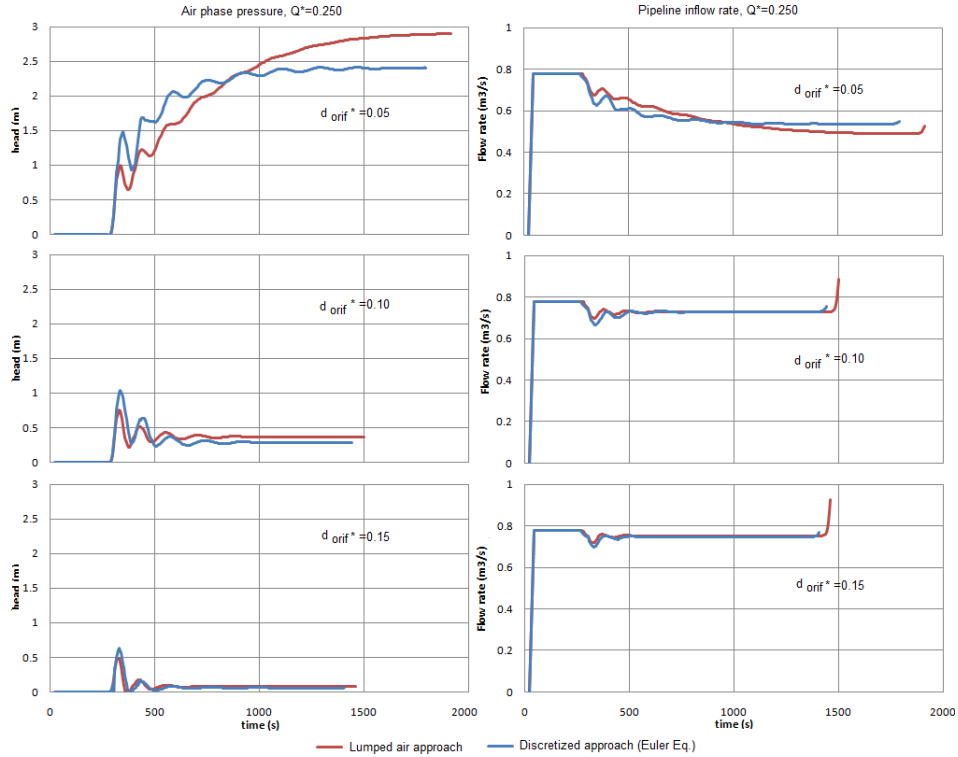 Air phase pressure, Q*=0.250
Pipeline inflow rate, Q*=0.250
3
2.5
2
1.5
1
0.5
0
head (m)
d orif * =0.05
1
0.8
0.6
0.4
0.2
0
Flow rate (m3/s)
d orif * =0.05
3
2.5
2
1.5
1
0.5
0
head (m)
d orif * =0.10
1
0.8
0.6
0.4
0.2
0
Flow rate (m3/s)
d orif * =0.10
3
2.5
2
1.5
1
0.5
0
head (m)
d orif * =0.15
0 500 1000 1500 2000
time (s)
1
0.8
0.6
0.4
0.2
0
Flow rate (m3/s)
d orif * =0.15
0 500 1000 1500 2000
time (s)
Lumped air approach
Discretized approach (Euler Eq.)